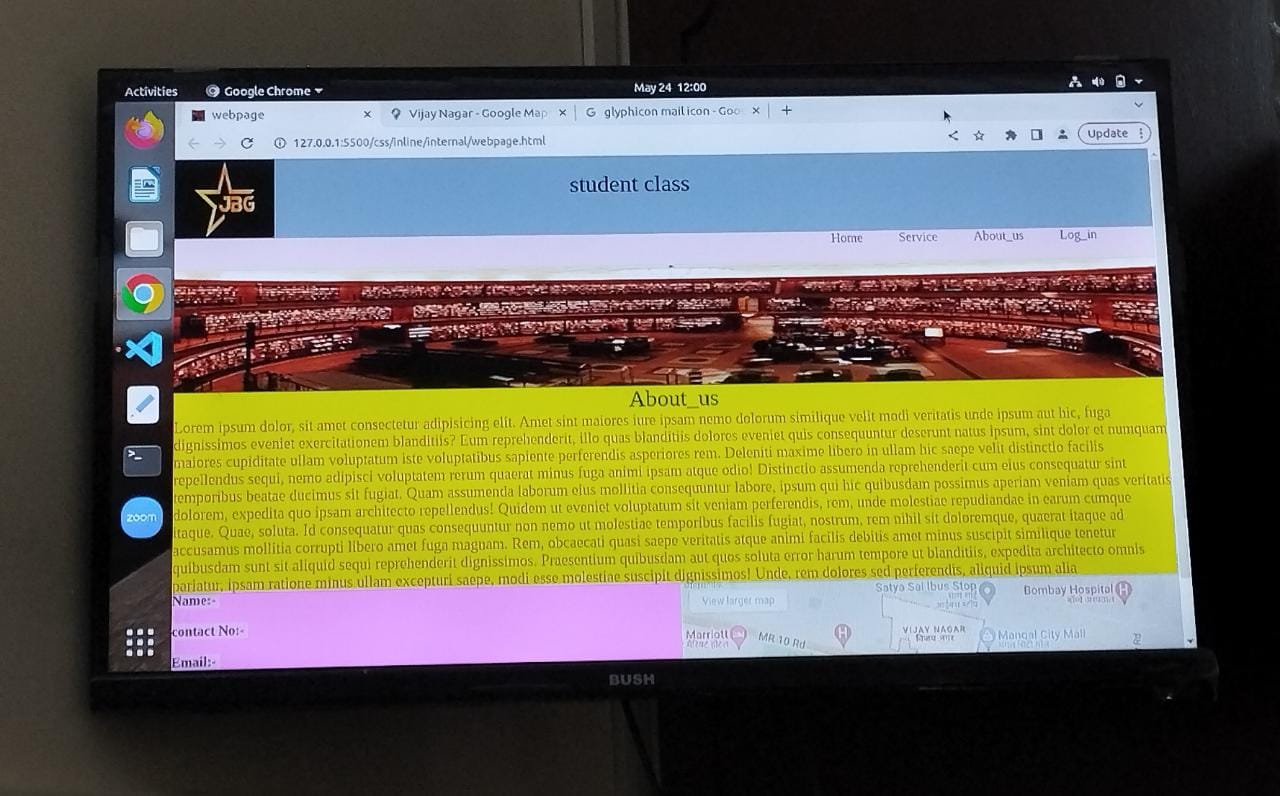 Activities
Google Chrome
May 24 12:00
webpage
Vijay Nagar - Google Map
glyphicon mail icon - Goo
127.0.0.1:5500/css/inline/internal/webpage.html
Update
JBG
student class
Home Service About_us Log_in
About_us
Lorem ipsum dolor, sit amet consectetur adipisicing elit. Amet sint maiores iure ipsam nemo dolorum similique velit modi veritatis unde ipsum aut hic, fuga
dignissimos eveniet exercitationem blanditiis? Eum reprehenderit, illo quas blanditiis dolores eveniet quis consequuntur deserunt natus ipsum, sint dolor et numquam
maiores cupiditate ullam voluptatum iste voluptatibus sapiente perferendis asperiores rem. Deleniti maxime libero in ullam hic saepe velit distinctio facilis
repellendus sequi, nemo adipisci voluptatem rerum quaerat minus fuga animi ipsam atque odio! Distinctio assumenda reprehenderit cum eius consequatur sint
temporibus beatae ducimus sit fugiat. Quam assumenda laborum eius mollitia consequuntur labore, ipsum qui hic quibusdam possimus aperiam veniam quas veritatis
dolorem, expedita quo ipsam architecto repellendus! Quidem ut eveniet voluptatum sit veniam perferendis, rem, unde molestiae repudiandae in earum cumque
itaque. Quae, soluta. Id consequatur quas consequuntur non nemo ut molestiae temporibus facilis fugiat, nostrum, rem nihil sit doloremque, quaerat itaque ad
accusamus mollitia corrupti libero amet fuga magnam. Rem, obcaecati quasi saepe veritatis atque animi facilis debitis amet minus suscipit similique tenetur
quibusdam sunt sit aliquid sequi reprehenderit dignissimos. Praesentium quibusdam aut quos soluta error harum tempore ut blanditiis, expedita architecto omnis
pariatur, ipsam ratione minus ullam excepturi saepe, modi esse molestiae suscipit dignissimos! Unde, rem dolores sed perferendis, aliquid ipsum alia
Name:-
contact No:-
Email:-
View larger map
Satya Sai Ibus Stop
Bombay Hospital
बॉम्बे अस्पताल
Marriott
MR 10 Rd
VIJAY NAGAR
विजय नगर
Mangal City Mall
Rd
zoom
BUSH